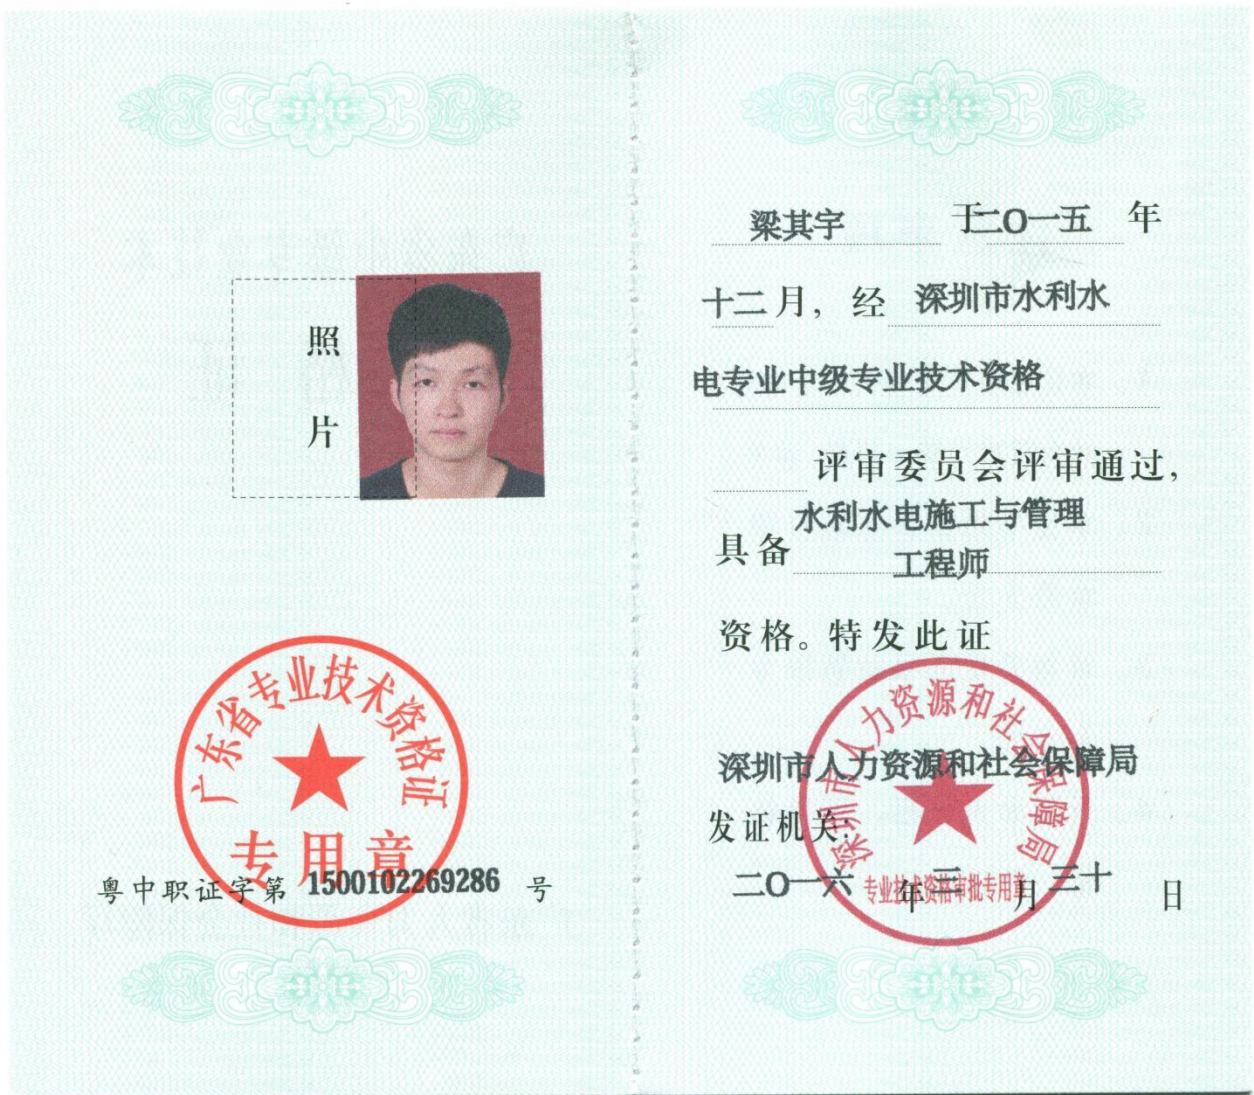 照
片
广东省专业技术资格证
专用章
粤中职证字第 1500102269286 号
梁其宇 于二〇一五 年
十二月，经 深圳市水利水
电专业中级专业技术资格
评审委员会评审通过，
水利水电施工与管理
具备
工程师
资格。特发此证
深圳市人力资源和社会保障局
深圳市人力资源和社会保障局
发证机关：
二〇一六 年 三 月 三十 日
专业技术资格审批专用章